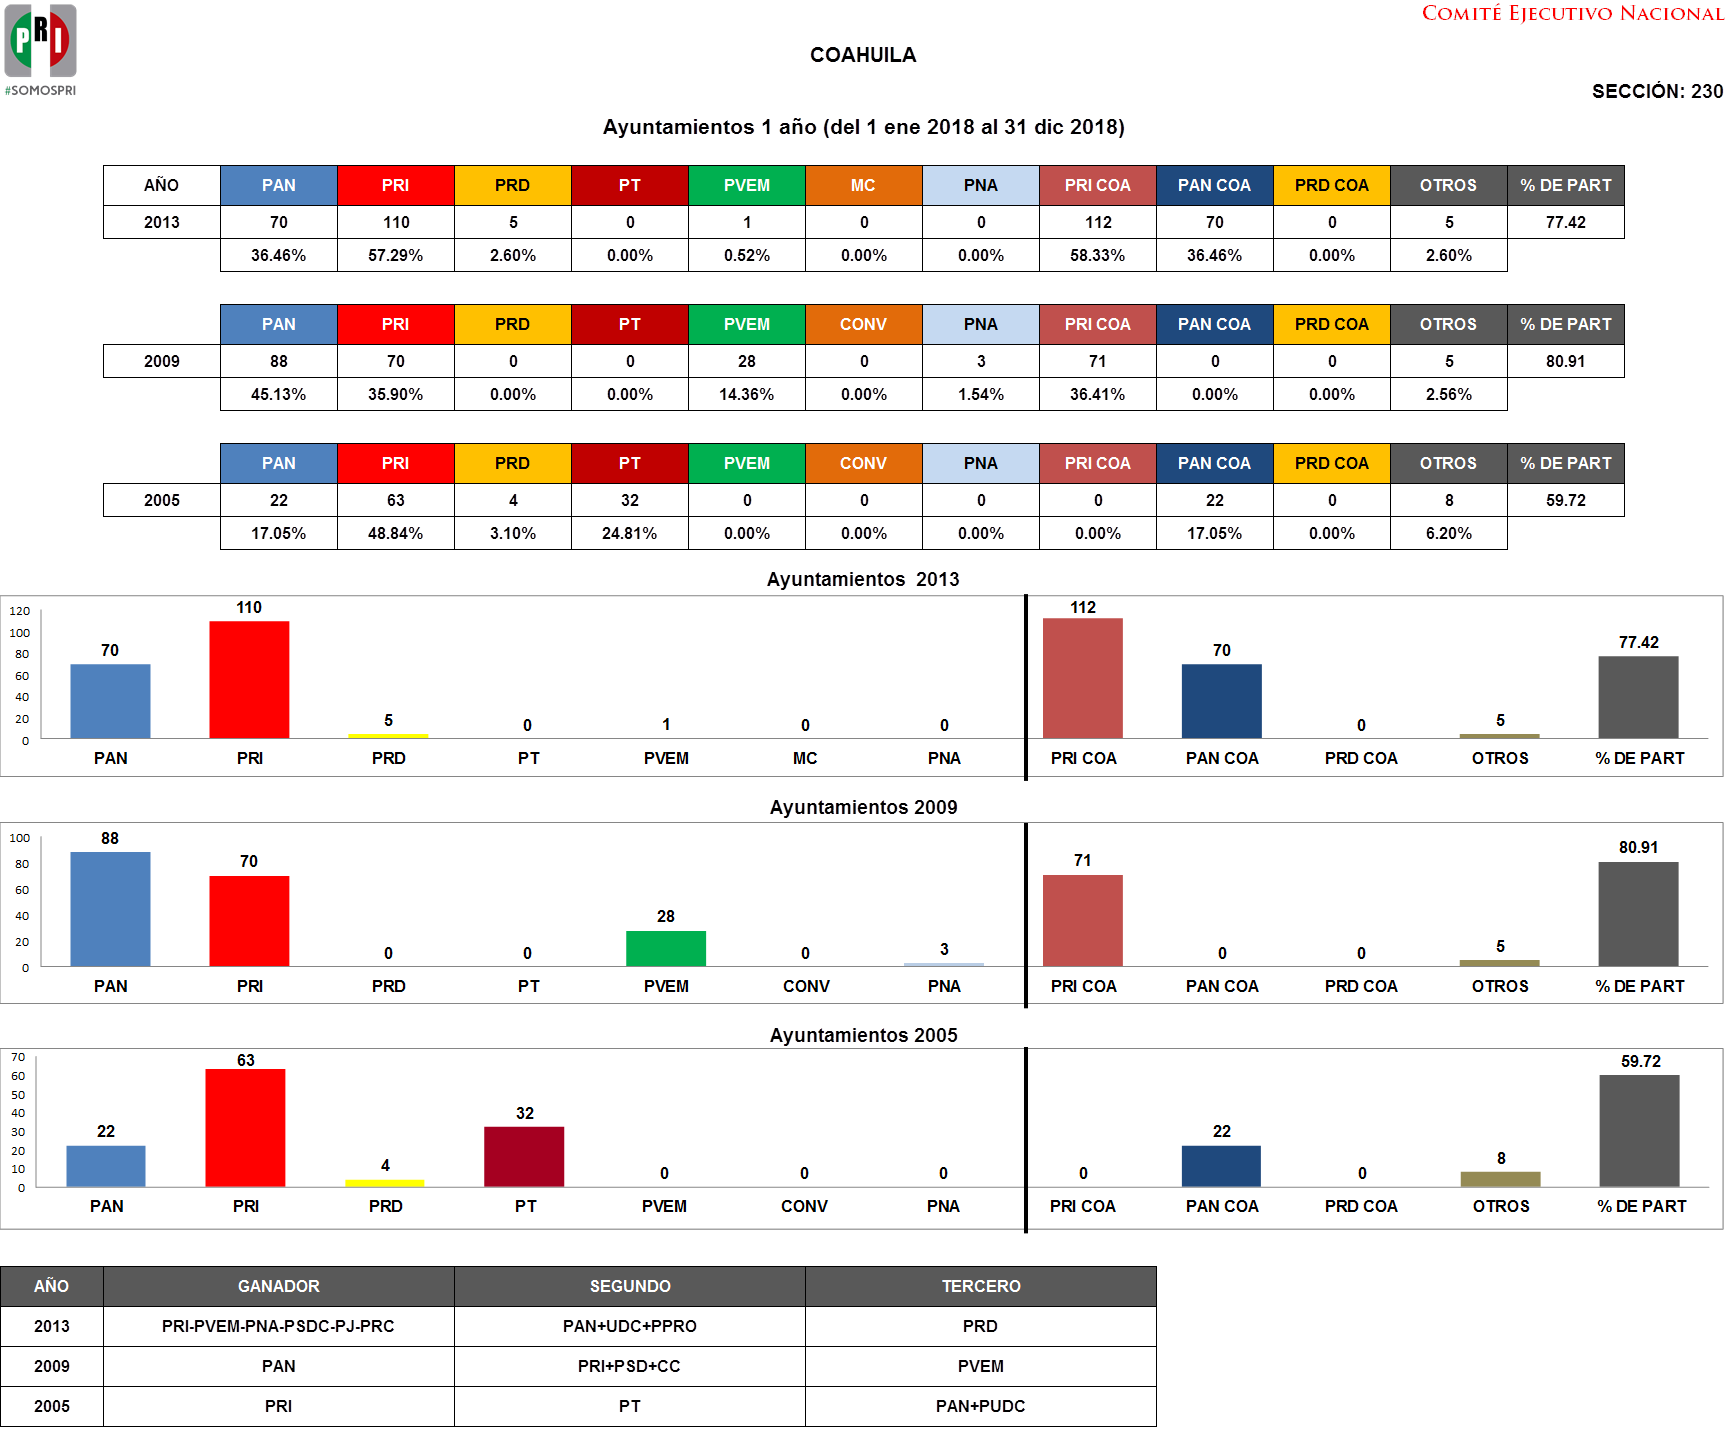 COMITÉ EJECUTIVO NACIONAL
PRI
#SOMOSPRI
COAHUILA
SECCIÓN: 230
Ayuntamientos 1 año (del 1 ene 2018 al 31 dic 2018)
AÑO PAN PRI PRD PT PVEM MC PNA PRI COA PAN COA PRD COA OTROS % DE PART
2013 70 110 5 0 1 0 0 112 70 0 5 77.42
36.46% 57.29% 2.60% 0.00% 0.52% 0.00% 0.00% 58.33% 36.46% 0.00% 2.60%
PAN PRI PRD PT PVEM CONV PNA PRI COA PAN COA PRD COA OTROS % DE PART
2009 88 70 0 0 28 0 3 71 0 0 5 80.91
45.13% 35.90% 0.00% 0.00% 14.36% 0.00% 1.54% 36.41% 0.00% 0.00% 2.56%
PAN PRI PRD PT PVEM CONV PNA PRI COA PAN COA PRD COA OTROS % DE PART
2005 22 63 4 32 0 0 0 0 22 0 8 59.72
17.05% 48.84% 3.10% 24.81% 0.00% 0.00% 0.00% 0.00% 17.05% 0.00% 6.20%
Ayuntamientos 2013
120
100
80
60
40
20
0
70 110 5 0 1 0 0 112 70 0 5 77.42
PAN PRI PRD PT PVEM MC PNA PRI COA PAN COA PRD COA OTROS % DE PART
Ayuntamientos 2009
100
80
60
40
20
0
88 70 0 0 28 0 3 71 0 0 5 80.91
PAN PRI PRD PT PVEM CONV PNA PRI COA PAN COA PRD COA OTROS % DE PART
Ayuntamientos 2005
70
60
50
40
30
20
10
0
22 63 4 32 0 0 0 0 22 0 8 59.72
PAN PRI PRD PT PVEM CONV PNA PRI COA PAN COA PRD COA OTROS % DE PART
AÑO GANADOR SEGUNDO TERCERO
2013 PRI-PVEM-PNA-PSDC-PJ-PRC PAN+UDC+PPRO PRD
2009 PAN PRI+PSD+CC PVEM
2005 PRI PT PAN+PUDC